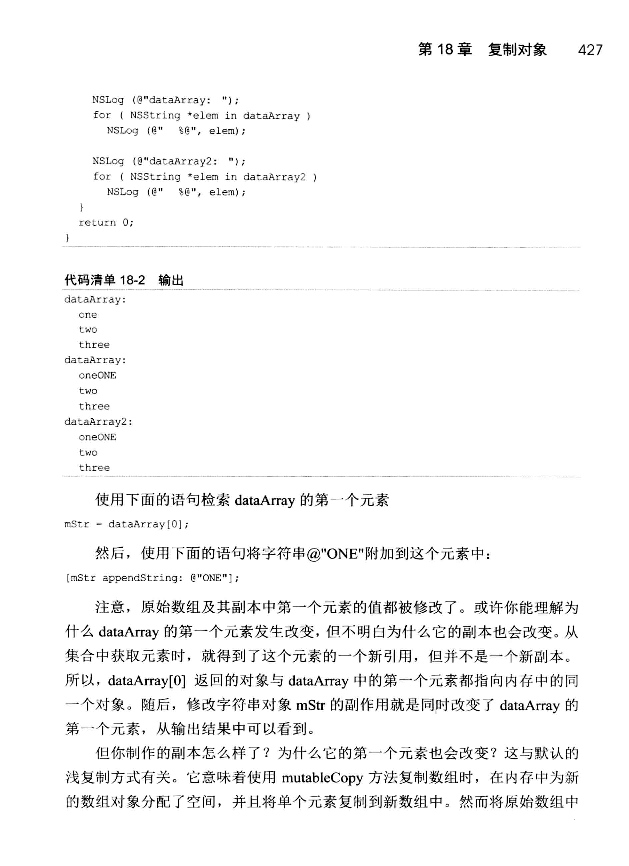 第 18 章 复制对象 427
NSLog (@"dataArray: ");
for ( NSString *elem in dataArray )
NSLog (@" %@", elem);
NSLog (@"dataArray2: ");
for ( NSString *elem in dataArray2 )
NSLog (@" %@", elem);
}
return 0;
}
代码清单 18-2 输出
dataArray:
one
two
three
dataArray:
oneONE
two
three
dataArray2:
oneONE
two
three
使用下面的语句检索 dataArray 的第一个元素
mStr = dataArray[0];
然后，使用下面的语句将字符串@"ONE"附加到这个元素中：
[mStr appendString: @"ONE"];
注意，原始数组及其副本中第一个元素的值都被修改了。或许你能理解为
什么 dataArray 的第一个元素发生改变，但不明白为什么它的副本也会改变。从
集合中获取元素时，就得到了这个元素的一个新引用，但并不是一个新副本。
所以，dataArray[0] 返回的对象与 dataArray 中的第一个元素都指向内存中的同
一个对象。随后，修改字符串对象 mStr 的副作用就是同时改变了 dataArray 的
第一个元素，从输出结果中可以看到。
但你制作的副本怎么样了？为什么它的第一个元素也会改变？这与默认的
浅复制方式有关。它意味着使用 mutableCopy 方法复制数组时，在内存中为新
的数组对象分配了空间，并且将单个元素复制到新数组中。然而将原始数组中